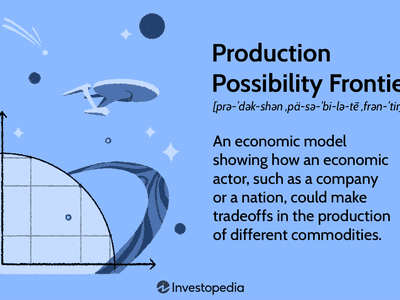 Production
Possibility Frontie
[prə-ˈdək-shən ˌpä-sə-ˈbi-lə-tē ˌfrən-ˈtir
An economic model
showing how an economic
actor, such as a company
or a nation, could make
tradeoffs in the production
of different commodities.
Investopedia